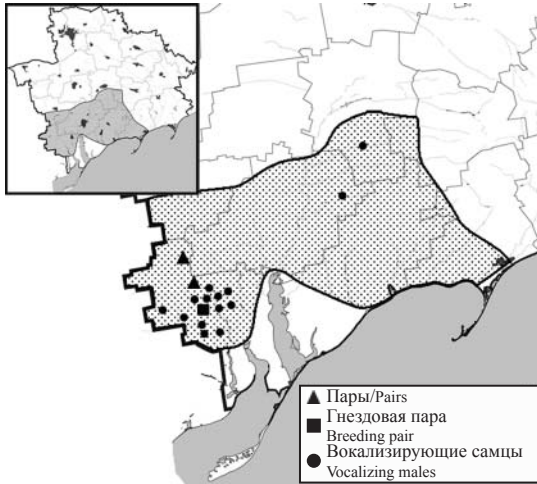 Пары/Pairs
Гнездовая пара
Breeding pair
Вокализирующие самцы
Vocalizing males